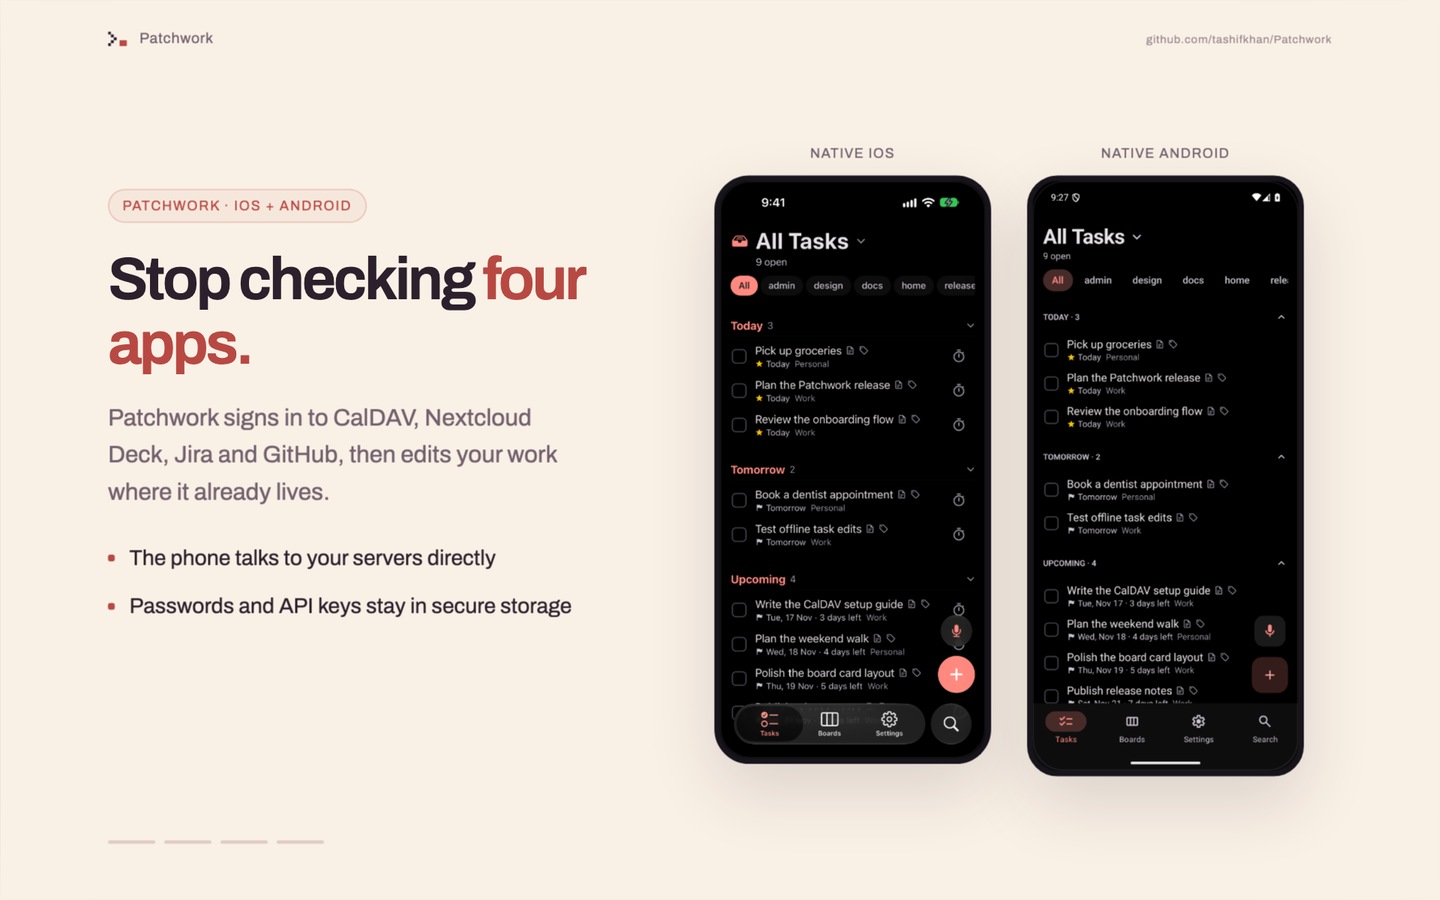 Patchwork
github.com/tashifkhan/Patchwork
PATCHWORK · IOS + ANDROID
Stop checking four
apps.
Patchwork signs in to CalDAV, Nextcloud
Deck, Jira and GitHub, then edits your work
where it already lives.
The phone talks to your servers directly
Passwords and API keys stay in secure storage
NATIVE IOS
9:41
All Tasks
9 open
All admin design docs home release
Today 3
Pick up groceries
Today Personal
Plan the Patchwork release
Today Work
Review the onboarding flow
Today Work
Tomorrow 2
Book a dentist appointment
Tomorrow Personal
Test offline task edits
Tomorrow Work
Upcoming 4
Write the CalDAV setup guide
Tue, 17 Nov · 3 days left Work
Plan the weekend walk
Wed, 18 Nov · 4 days left Personal
Polish the board card layout
Thu, 19 Nov · 5 days left Work
Tasks Boards Settings
NATIVE ANDROID
9:27
All Tasks
9 open
All admin design docs home rele
TODAY · 3
Pick up groceries
Today Personal
Plan the Patchwork release
Today Work
Review the onboarding flow
Today Work
TOMORROW · 2
Book a dentist appointment
Tomorrow Personal
Test offline task edits
Tomorrow Work
UPCOMING · 4
Write the CalDAV setup guide
Tue, Nov 17 · 3 days left Work
Plan the weekend walk
Wed, Nov 18 · 4 days left Personal
Polish the board card layout
Thu, Nov 19 · 5 days left Work
Publish release notes
Tasks Boards Settings Search